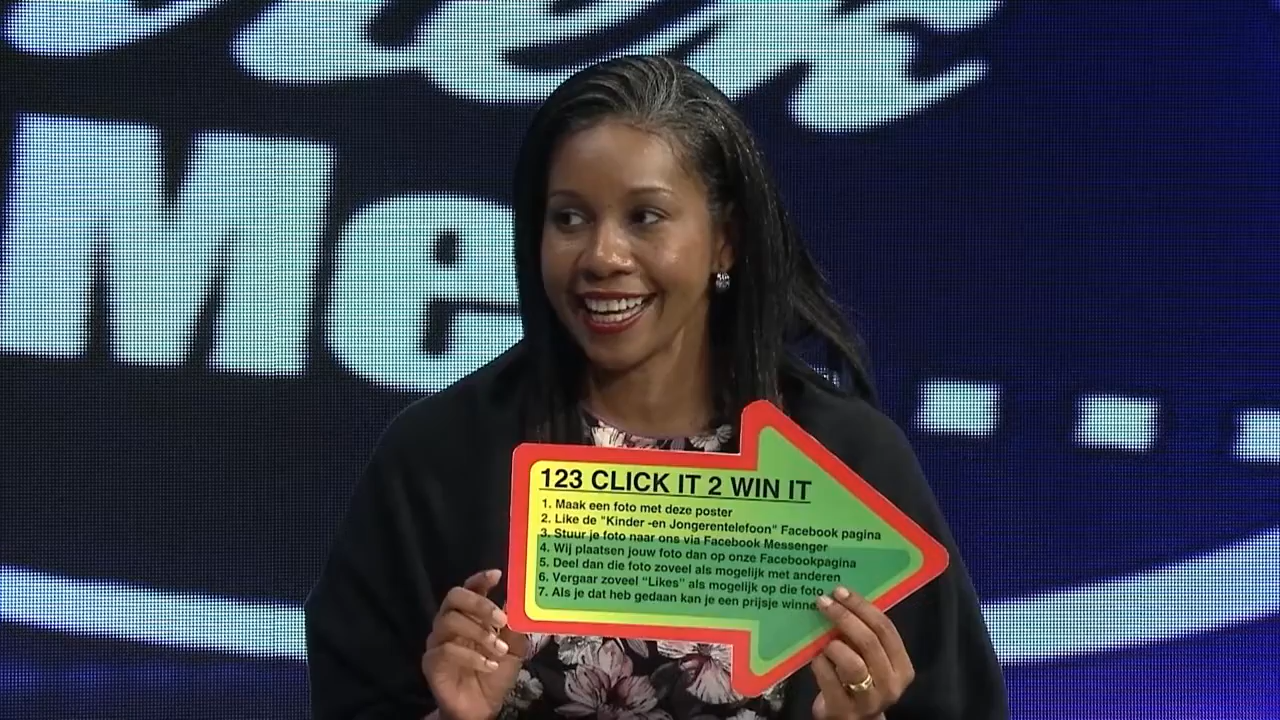 Me....
123 CLICK IT 2 WIN IT
1. Maak een foto met deze poster
2. Like de "Kinder -en Jongerentelefoon" Facebook pagina
3. Stuur je foto naar ons via Facebook Messenger
4. Wij plaatsen jouw foto dan op onze Facebookpagina
5. Deel dan die foto zoveel als mogelijk met anderen
6. Vergaar zoveel "Likes" als mogelijk op die foto
7. Als je dat heb gedaan kan je een prijsje winne